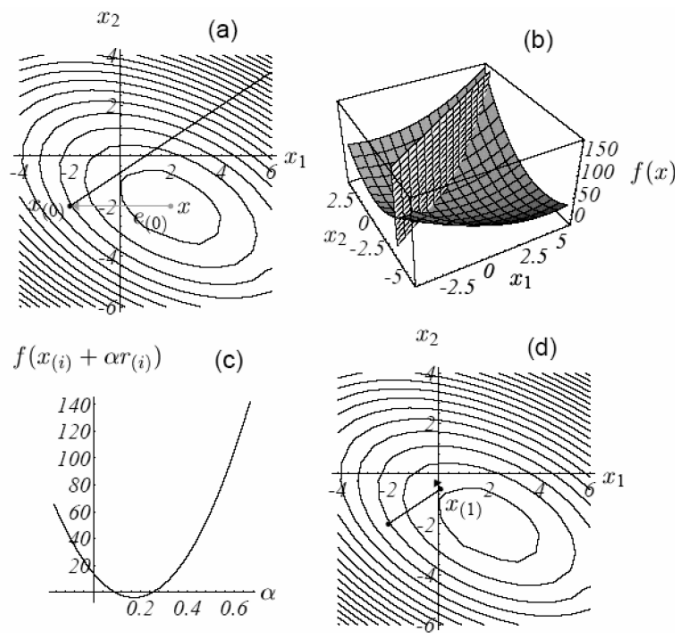 x₂
(a)
4
2
-4
-2
2
4
6
x₁
x₍₀₎
-2
e₍₀₎
x
-4
-6
(b)
150
100
50
0
f(x)
2.5
0
-2.5
-5
x₂
-2.5
0
2.5
5
x₁
f(x₍ᵢ₎ + αr₍ᵢ₎)
(c)
140
120
100
80
60
40
20
0.2
0.4
0.6
α
x₂
(d)
4
2
-4
-2
2
4
6
x₁
x₍₁₎
-2
-4
-6